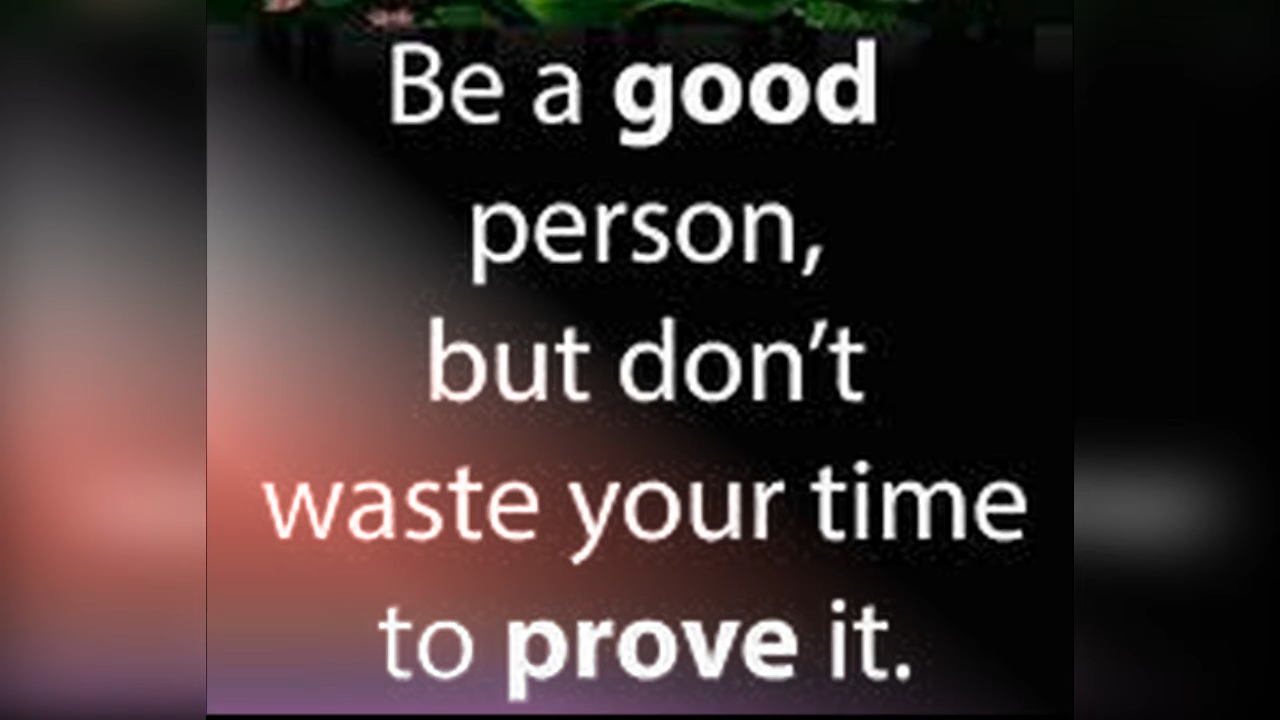 Be a good
person,
but don’t
waste your time
to prove it.